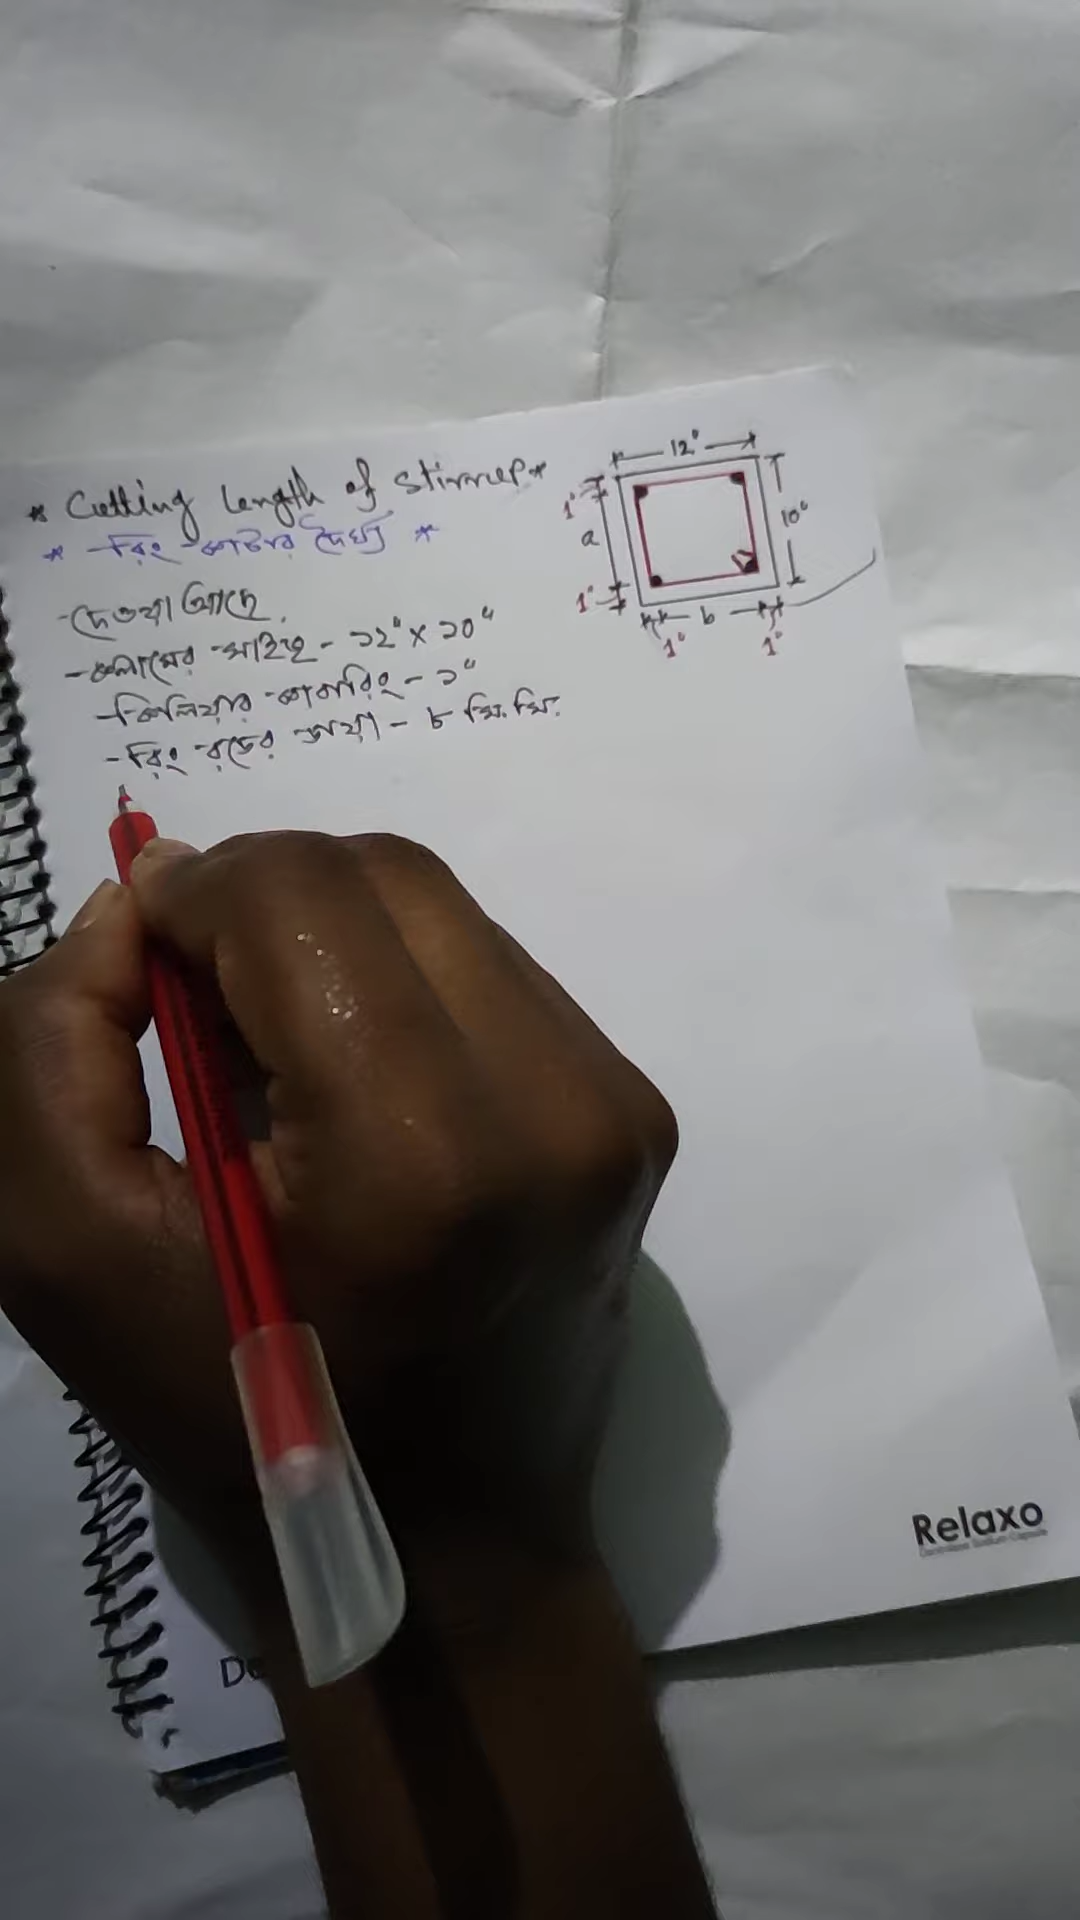 * Cutting Length of Stirrup *
* রিং কাটার দৈর্ঘ্য *
দেওয়া আছে,
- কলামের সাইজ - ১২" × ১০"
- ক্লিয়ার কাভারিং - ১"
- রিং রডের ডায়া - ৮ মি.মি.
12"
1"
a
10"
1"
b
1"
1"
Relaxo